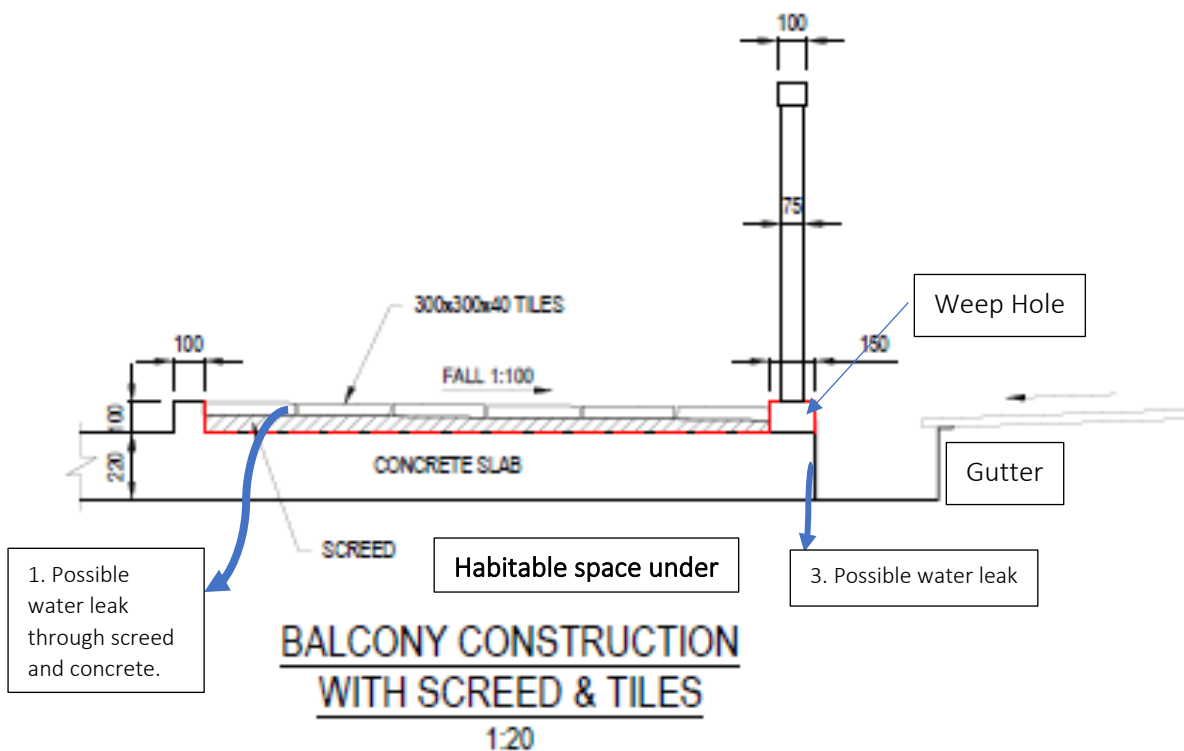 100
75
300x300x40 TILES
Weep Hole
100
150
FALL 1:100
100
220
CONCRETE SLAB
Gutter
SCREED
Habitable space under
1. Possible
water leak
through screed
and concrete.
3. Possible water leak
BALCONY CONSTRUCTION
WITH SCREED & TILES
1:20